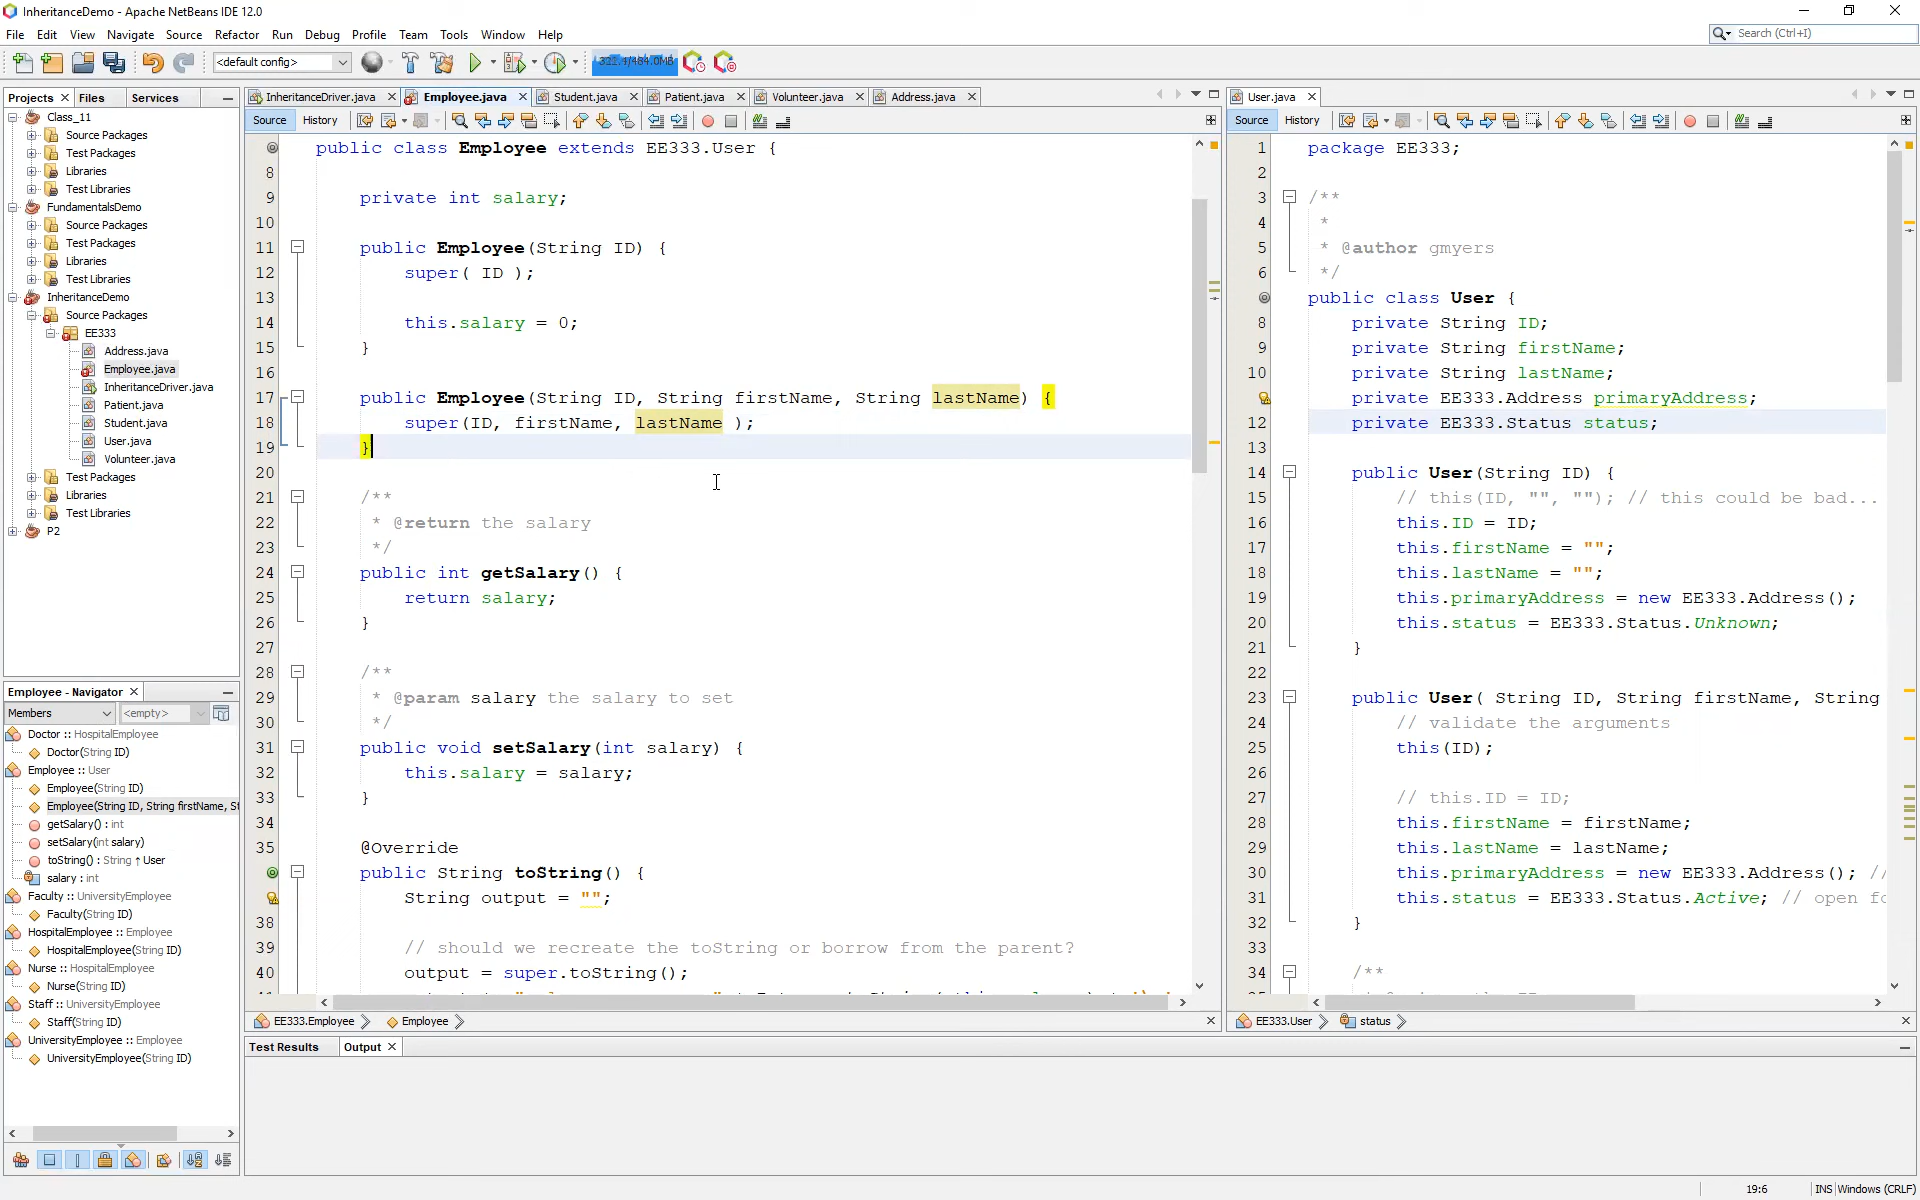 InheritanceDemo - Apache NetBeans IDE 12.0
File Edit View Navigate Source Refactor Run Debug Profile Team Tools Window Help
Search (Ctrl+I)
<default config>
321.4/484.0MB
Projects Files Services
Class_11
Source Packages
Test Packages
Libraries
Test Libraries
FundamentalsDemo
Source Packages
Test Packages
Libraries
Test Libraries
InheritanceDemo
Source Packages
EE333
Address.java
Employee.java
InheritanceDriver.java
Patient.java
Student.java
User.java
Volunteer.java
Test Packages
Libraries
Test Libraries
P2
Employee - Navigator
Members <empty>
Doctor :: HospitalEmployee
Doctor(String ID)
Employee :: User
Employee(String ID)
Employee(String ID, String firstName, St
getSalary() : int
setSalary(int salary)
toString() : String ↑ User
salary : int
Faculty :: UniversityEmployee
Faculty(String ID)
HospitalEmployee :: Employee
HospitalEmployee(String ID)
Nurse :: HospitalEmployee
Nurse(String ID)
Staff :: UniversityEmployee
Staff(String ID)
UniversityEmployee :: Employee
UniversityEmployee(String ID)
InheritanceDriver.java Employee.java Student.java Patient.java Volunteer.java Address.java
Source History
public class Employee extends EE333.User {
8
9 private int salary;
10
11 public Employee(String ID) {
12 super( ID );
13
14 this.salary = 0;
15 }
16
17 public Employee(String ID, String firstName, String lastName) {
18 super(ID, firstName, lastName );
19 }
20
21 /**
22 * @return the salary
23 */
24 public int getSalary() {
25 return salary;
26 }
27
28 /**
29 * @param salary the salary to set
30 */
31 public void setSalary(int salary) {
32 this.salary = salary;
33 }
34
35 @Override
public String toString() {
String output = "";
38
39 // should we recreate the toString or borrow from the parent?
40 output = super.toString();
EE333.Employee Employee
User.java
Source History
1 package EE333;
2
3 /**
4 *
5 * @author gmyers
6 */
public class User {
8 private String ID;
9 private String firstName;
10 private String lastName;
private EE333.Address primaryAddress;
12 private EE333.Status status;
13
14 public User(String ID) {
15 // this(ID, "", ""); // this could be bad...
16 this.ID = ID;
17 this.firstName = "";
18 this.lastName = "";
19 this.primaryAddress = new EE333.Address();
20 this.status = EE333.Status.Unknown;
21 }
22
23 public User( String ID, String firstName, String
24 // validate the arguments
25 this(ID);
26
27 // this.ID = ID;
28 this.firstName = firstName;
29 this.lastName = lastName;
30 this.primaryAddress = new EE333.Address(); //
31 this.status = EE333.Status.Active; // open fo
32 }
33
34 /**
EE333.User status
Test Results Output
19:6 INS Windows (CRLF)